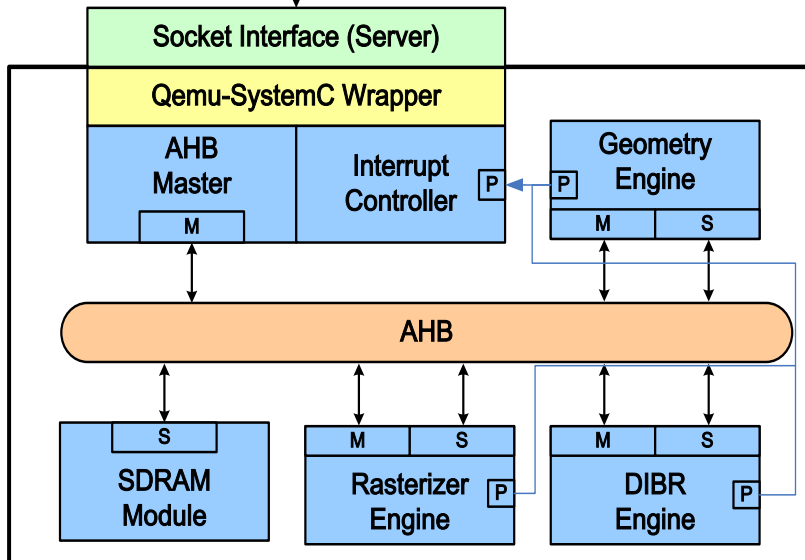 Socket Interface (Server)
Qemu-SystemC Wrapper
AHB
Master
M
Interrupt
Controller
P
Geometry
Engine
P
M
S
AHB
S
SDRAM
Module
M
S
Rasterizer
Engine
P
M
S
DIBR
Engine
P